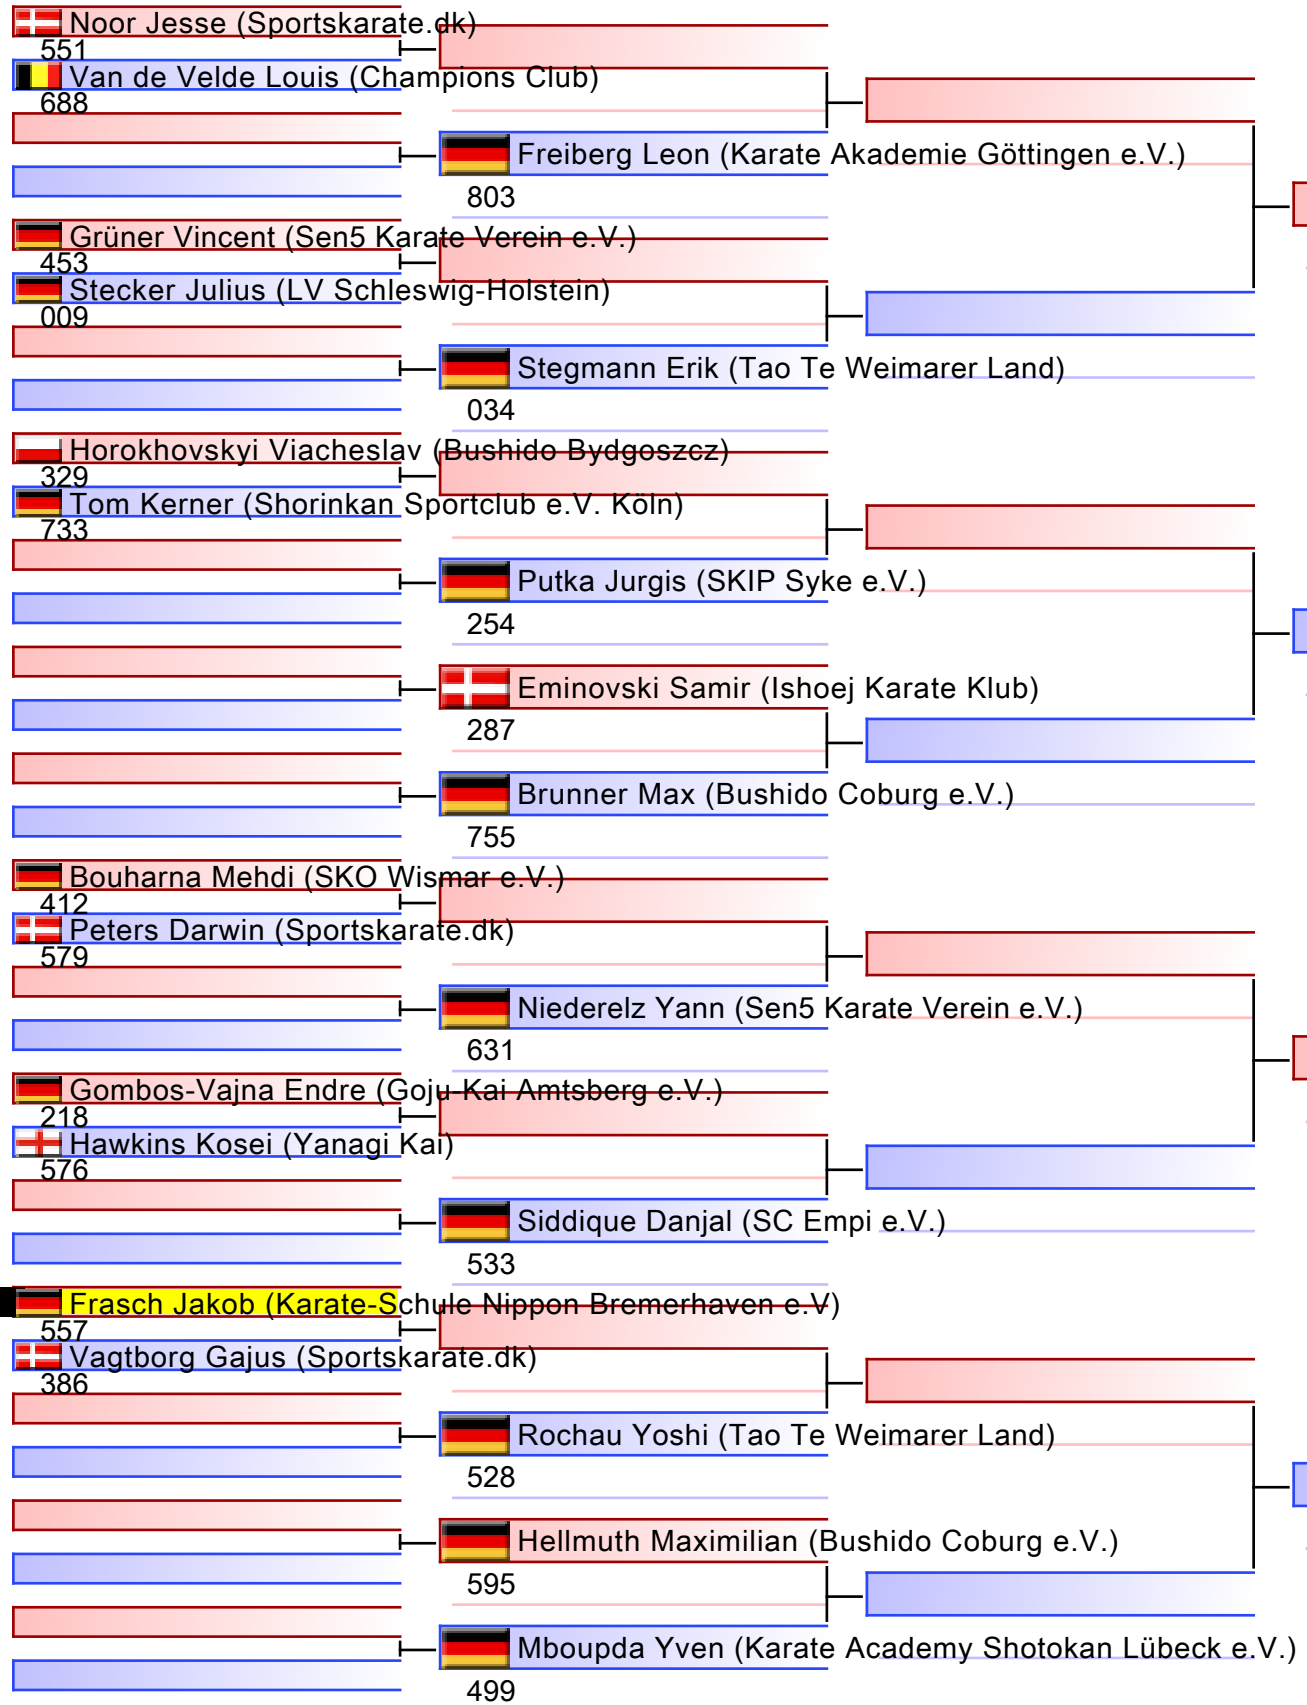 Noor Jesse (Sportskarate.dk)
551
Van de Velde Louis (Champions Club)
688
Freiberg Leon (Karate Akademie Göttingen e.V.)
803
Grüner Vincent (Sen5 Karate Verein e.V.)
453
Stecker Julius (LV Schleswig-Holstein)
009
Stegmann Erik (Tao Te Weimarer Land)
034
Horokhovskyi Viacheslav (Bushido Bydgoszcz)
329
Tom Kerner (Shorinkan Sportclub e.V. Köln)
733
Putka Jurgis (SKIP Syke e.V.)
254
Eminovski Samir (Ishoej Karate Klub)
287
Brunner Max (Bushido Coburg e.V.)
755
Bouharna Mehdi (SKO Wismar e.V.)
412
Peters Darwin (Sportskarate.dk)
579
Niederelz Yann (Sen5 Karate Verein e.V.)
631
Gombos-Vajna Endre (Goju-Kai Amtsberg e.V.)
218
Hawkins Kosei (Yanagi Kai)
576
Siddique Danjal (SC Empi e.V.)
533
Frasch Jakob (Karate-Schule Nippon Bremerhaven e.V)
557
Vagtborg Gajus (Sportskarate.dk)
386
Rochau Yoshi (Tao Te Weimarer Land)
528
Hellmuth Maximilian (Bushido Coburg e.V.)
595
Mboupda Yven (Karate Academy Shotokan Lübeck e.V.)
499